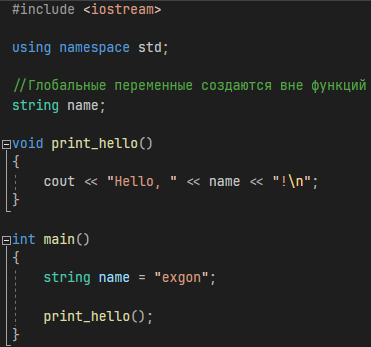 #include <iostream>
using namespace std;
//Глобальные переменные создаются вне функций
string name;
void print_hello()
{
cout << "Hello, " << name << "!\n";
}
int main()
{
string name = "exgon";
print_hello();
}